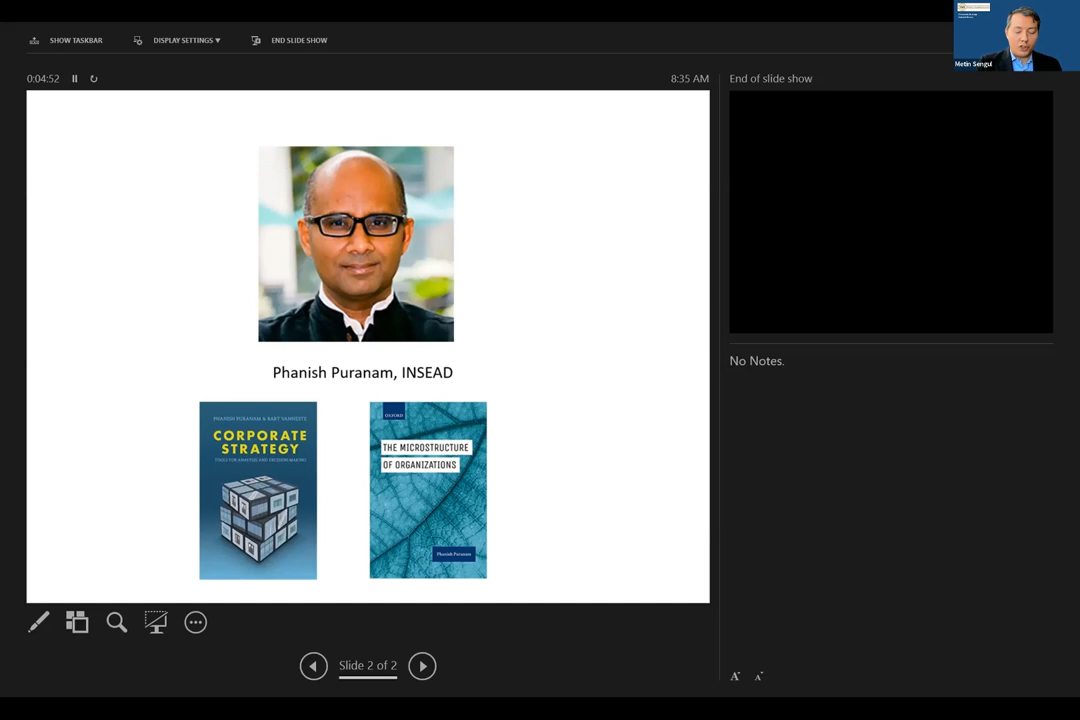 SHOW TASKBAR
DISPLAY SETTINGS ▼
END SLIDE SHOW
Metin Sengul
0:04:52
8:35 AM
End of slide show
Phanish Puranam, INSEAD
PHANISH PURANAM & BART VANNESTE
CORPORATE
STRATEGY
TOOLS FOR ANALYSIS AND DECISION-MAKING
OXFORD
THE MICROSTRUCTURE
OF ORGANIZATIONS
Phanish Puranam
No Notes.
Slide 2 of 2
A
A